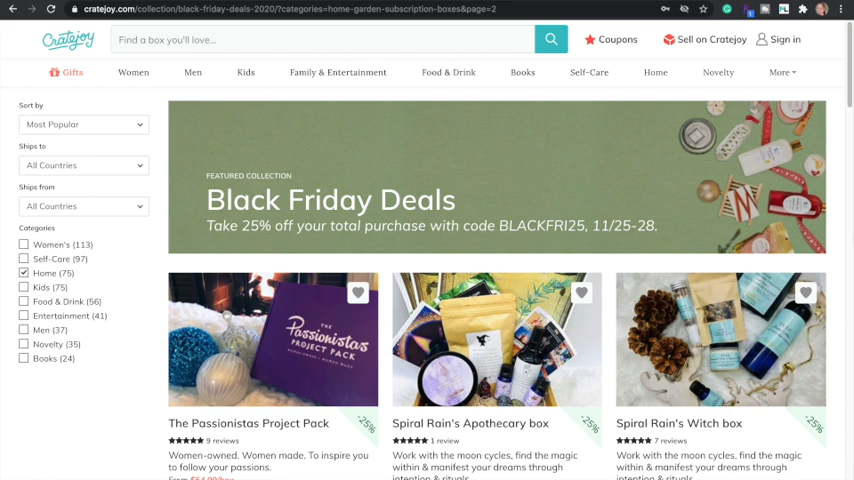 cratejoy.com/collection/black-friday-deals-2020/?categories=home-garden-subscription-boxes&page=2
Cratejoy
Find a box you'll love...
Coupons
Sell on Cratejoy
Sign in
Gifts
Women
Men
Kids
Family & Entertainment
Food & Drink
Books
Self-Care
Home
Novelty
More
Sort by
Most Popular
Ships to
All Countries
Ships from
All Countries
Categories
Women's (113)
Self-Care (97)
Home (75)
Kids (75)
Food & Drink (56)
Entertainment (41)
Men (37)
Novelty (35)
Books (24)
FEATURED COLLECTION
Black Friday Deals
Take 25% off your total purchase with code BLACKFRI25, 11/25-28.
The
Passionistas
PROJECT PACK
The Passionistas Project Pack
-25%
9 reviews
Women-owned. Women made. To inspire you
to follow your passions.
From $54.99/box
Spiral Rain's Apothecary box
-25%
1 review
Work with the moon cycles, find the magic
within & manifest your dreams through
intention & rituals
Spiral Rain's Witch box
-25%
7 reviews
Work with the moon cycles, find the magic
within & manifest your dreams through
intention & rituals